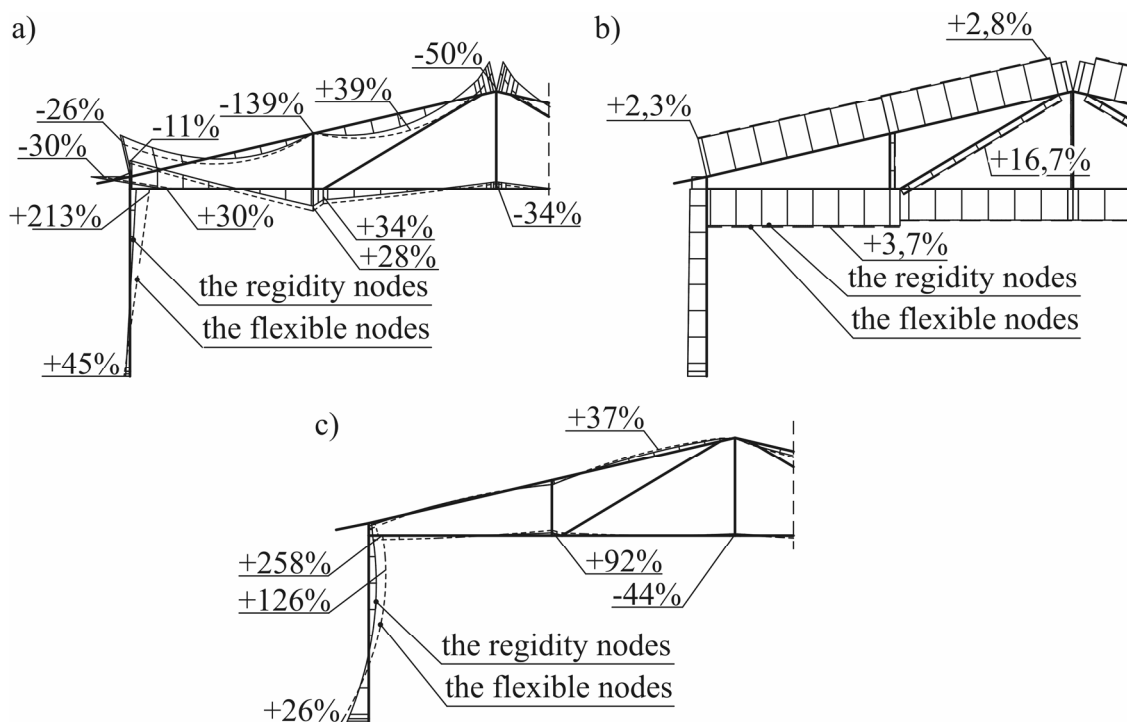 a)
-50%
-139%
+39%
-26%
-11%
-30%
+213%
+30%
+34%
+28%
-34%
the regidity nodes
the flexible nodes
+45%
b)
+2,8%
+2,3%
+16,7%
+3,7%
the regidity nodes
the flexible nodes
c)
+37%
+258%
+126%
+92%
-44%
the regidity nodes
the flexible nodes
+26%